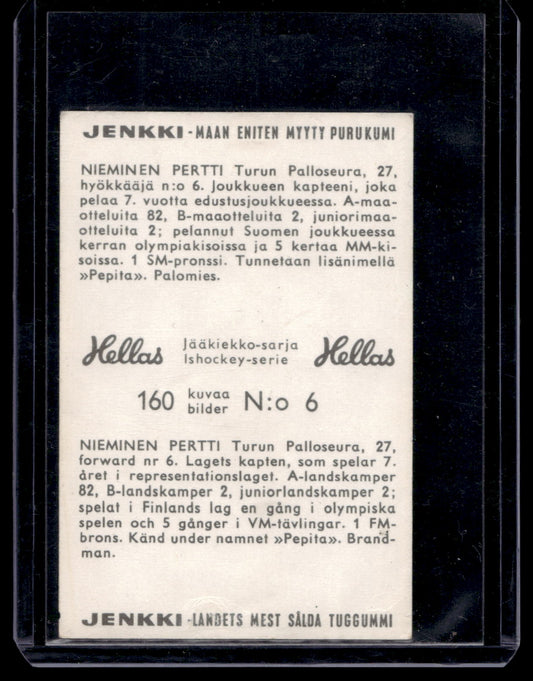 JENKKI - MAAN ENITEN MYYTY PURUKUMI
NIEMINEN PERTTI Turun Palloseura, 27,
hyökkääjä n:o 6. Joukkueen kapteeni, joka
pelaa 7. vuotta edustusjoukkueessa. A-maa-
otteluita 82, B-maaotteluita 2, juniorimaa-
otteluita 2; pelannut Suomen joukkueessa
kerran olympiakisoissa ja 5 kertaa MM-ki-
soissa. 1 SM-pronssi. Tunnetaan lisänimellä
»Pepita». Palomies.
Hellas Jääkiekko-sarja Hellas
Ishockey-serie
160 kuvaa N:o 6
bilder
NIEMINEN PERTTI Turun Palloseura, 27,
forward nr 6. Lagets kapten, som spelar 7.
året i representationslaget. A-landskamper
82, B-landskamper 2, juniorlandskamper 2;
spelat i Finlands lag en gång i olympiska
spelen och 5 gånger i VM-tävlingar. 1 FM-
brons. Känd under namnet »Pepita». Brand-
man.
JENKKI - LANDETS MEST SÅLDA TUGGUMMI